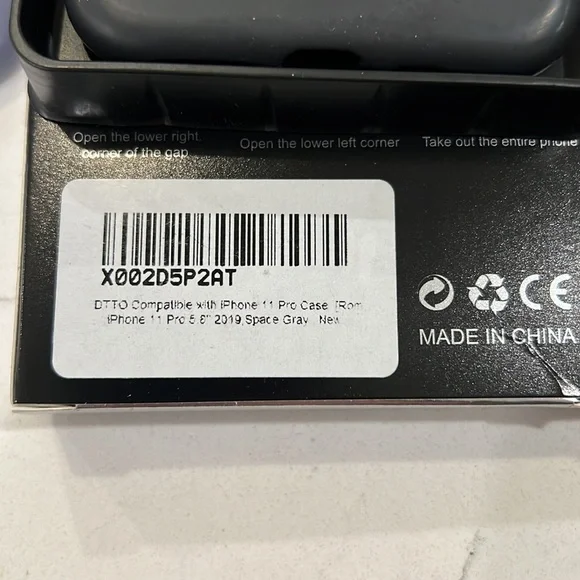 Open the lower right
corner of the gap
Open the lower left corner
Take out the entire phone
X002D5P2AT
DTTO Compatible with iPhone 11 Pro Case, [Rom
iPhone 11 Pro 5.8" 2019,Space Gray New
CE
MADE IN CHINA